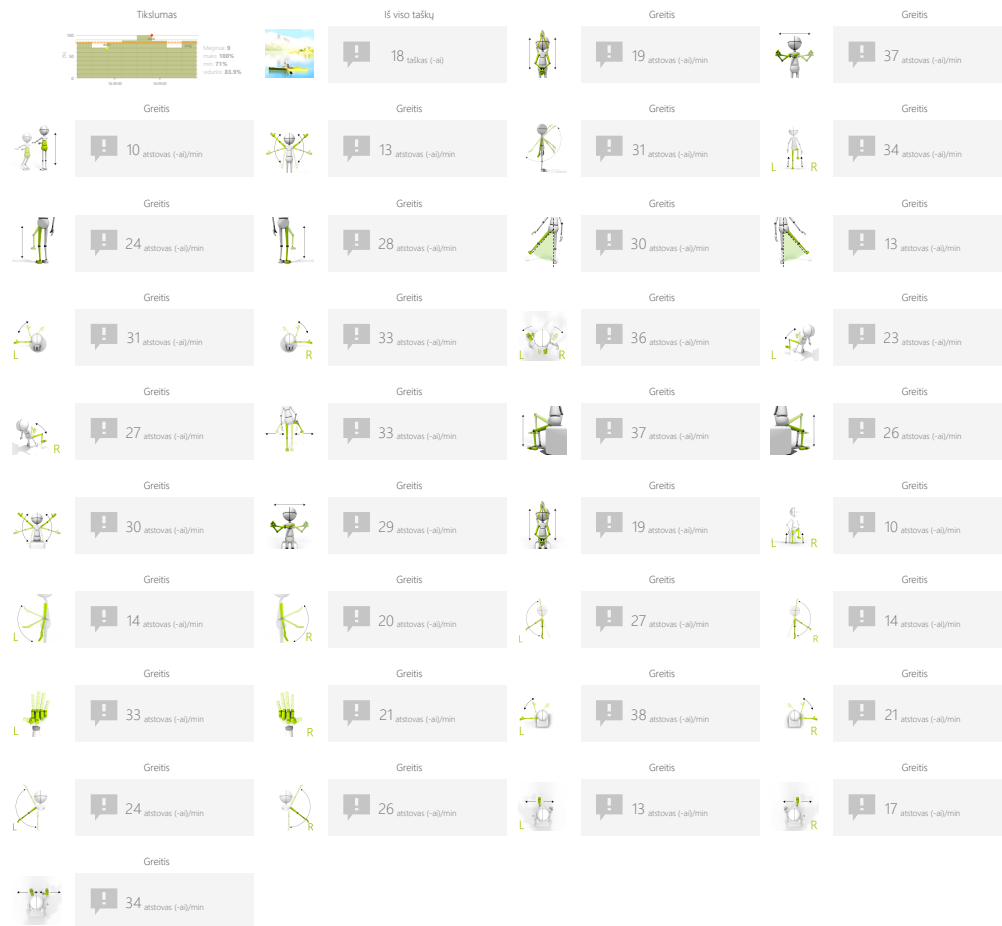 Tikslumas
Iš viso taškų
Greitis
Greitis
(%)
100
50
0
Mėginiai: 9
maks: 100%
min: 71%
vidurkis: 83.9%
18 taškas (-ai)
19 atstovas (-ai)/min
37 atstovas (-ai)/min
Greitis
Greitis
Greitis
Greitis
10 atstovas (-ai)/min
13 atstovas (-ai)/min
31 atstovas (-ai)/min
L R
34 atstovas (-ai)/min
Greitis
Greitis
Greitis
Greitis
24 atstovas (-ai)/min
28 atstovas (-ai)/min
30 atstovas (-ai)/min
13 atstovas (-ai)/min
Greitis
Greitis
Greitis
Greitis
L
31 atstovas (-ai)/min
R
33 atstovas (-ai)/min
L R
36 atstovas (-ai)/min
L
23 atstovas (-ai)/min
Greitis
Greitis
Greitis
Greitis
R
27 atstovas (-ai)/min
33 atstovas (-ai)/min
37 atstovas (-ai)/min
26 atstovas (-ai)/min
Greitis
Greitis
Greitis
Greitis
30 atstovas (-ai)/min
29 atstovas (-ai)/min
19 atstovas (-ai)/min
L R
10 atstovas (-ai)/min
Greitis
Greitis
Greitis
Greitis
L
14 atstovas (-ai)/min
R
20 atstovas (-ai)/min
L
27 atstovas (-ai)/min
R
14 atstovas (-ai)/min
Greitis
Greitis
Greitis
Greitis
L
33 atstovas (-ai)/min
R
21 atstovas (-ai)/min
L
38 atstovas (-ai)/min
R
21 atstovas (-ai)/min
Greitis
Greitis
Greitis
Greitis
L
24 atstovas (-ai)/min
R
26 atstovas (-ai)/min
L
13 atstovas (-ai)/min
R
17 atstovas (-ai)/min
Greitis
34 atstovas (-ai)/min